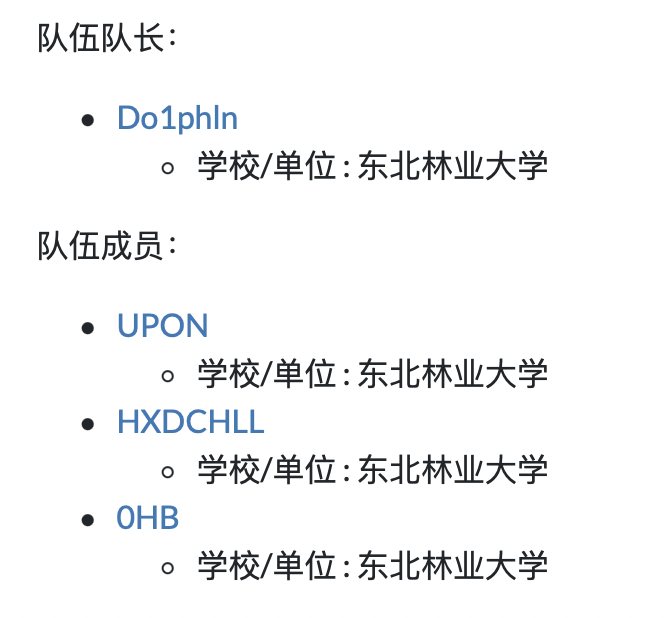 队伍队长：
Do1phln
学校/单位 : 东北林业大学
队伍成员：
UPON
学校/单位 : 东北林业大学
HXDCHLL
学校/单位 : 东北林业大学
0HB
学校/单位 : 东北林业大学